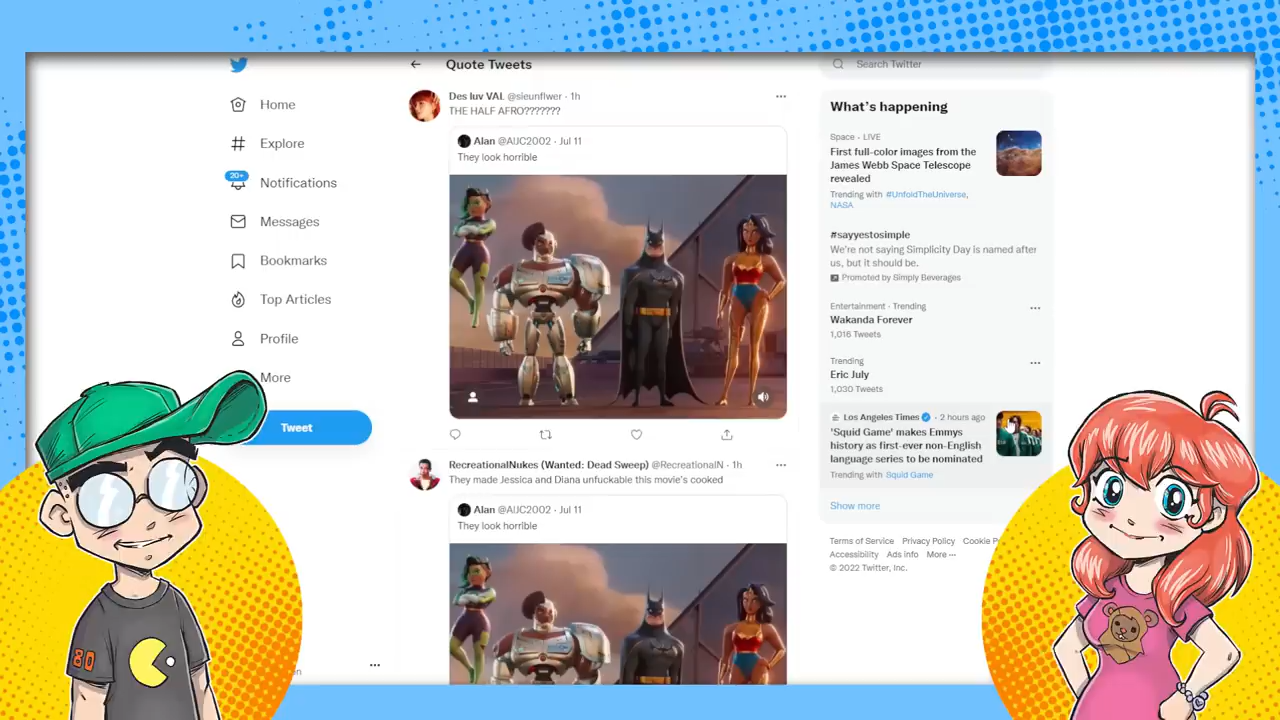 Home
Explore
20+
Notifications
Messages
Bookmarks
Top Articles
Profile
More
Tweet
Quote Tweets
Des luv VAL @sieunflwer · 1h
THE HALF AFRO???????
Alan @AIJC2002 · Jul 11
They look horrible
RecreationalNukes (Wanted: Dead Sweep) @RecreationalN · 1h
They made Jessica and Diana unfuckable this movie's cooked
Alan @AIJC2002 · Jul 11
They look horrible
Search Twitter
What's happening
Space · LIVE
First full-color images from the
James Webb Space Telescope
revealed
Trending with #UnfoldTheUniverse,
NASA
#sayyestosimple
We're not saying Simplicity Day is named after
us, but it should be.
Promoted by Simply Beverages
Entertainment · Trending
Wakanda Forever
1,016 Tweets
Trending
Eric July
1,030 Tweets
Los Angeles Times · 2 hours ago
'Squid Game' makes Emmys
history as first-ever non-English
language series to be nominated
Trending with Squid Game
Show more
Terms of Service Privacy Policy Cookie
Accessibility Ads info More ···
© 2022 Twitter, Inc.
80